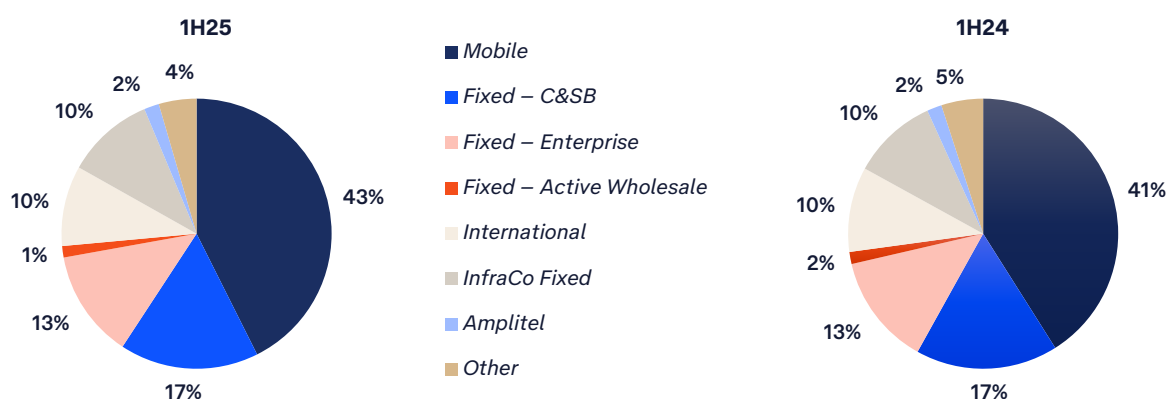 1H25
4%
2%
10%
43%
10%
1%
13%
17%
Mobile
Fixed – C&SB
Fixed – Enterprise
Fixed – Active Wholesale
International
InfraCo Fixed
Amplitel
Other
1H24
5%
2%
10%
41%
10%
2%
13%
17%